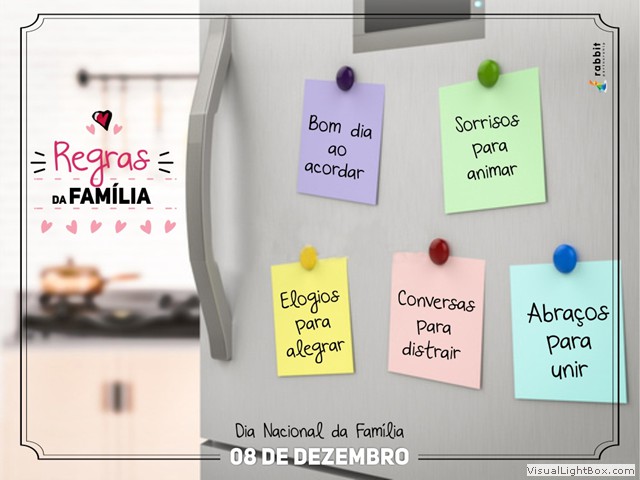 Regras
DA FAMÍLIA
Bom dia
ao
acordar
Sorrisos
para
animar
Elogios
para
alegrar
Conversas
para
distrair
Abraços
para
unir
Dia Nacional da Família
08 DE DEZEMBRO
rabbit
VisualLightBox.com